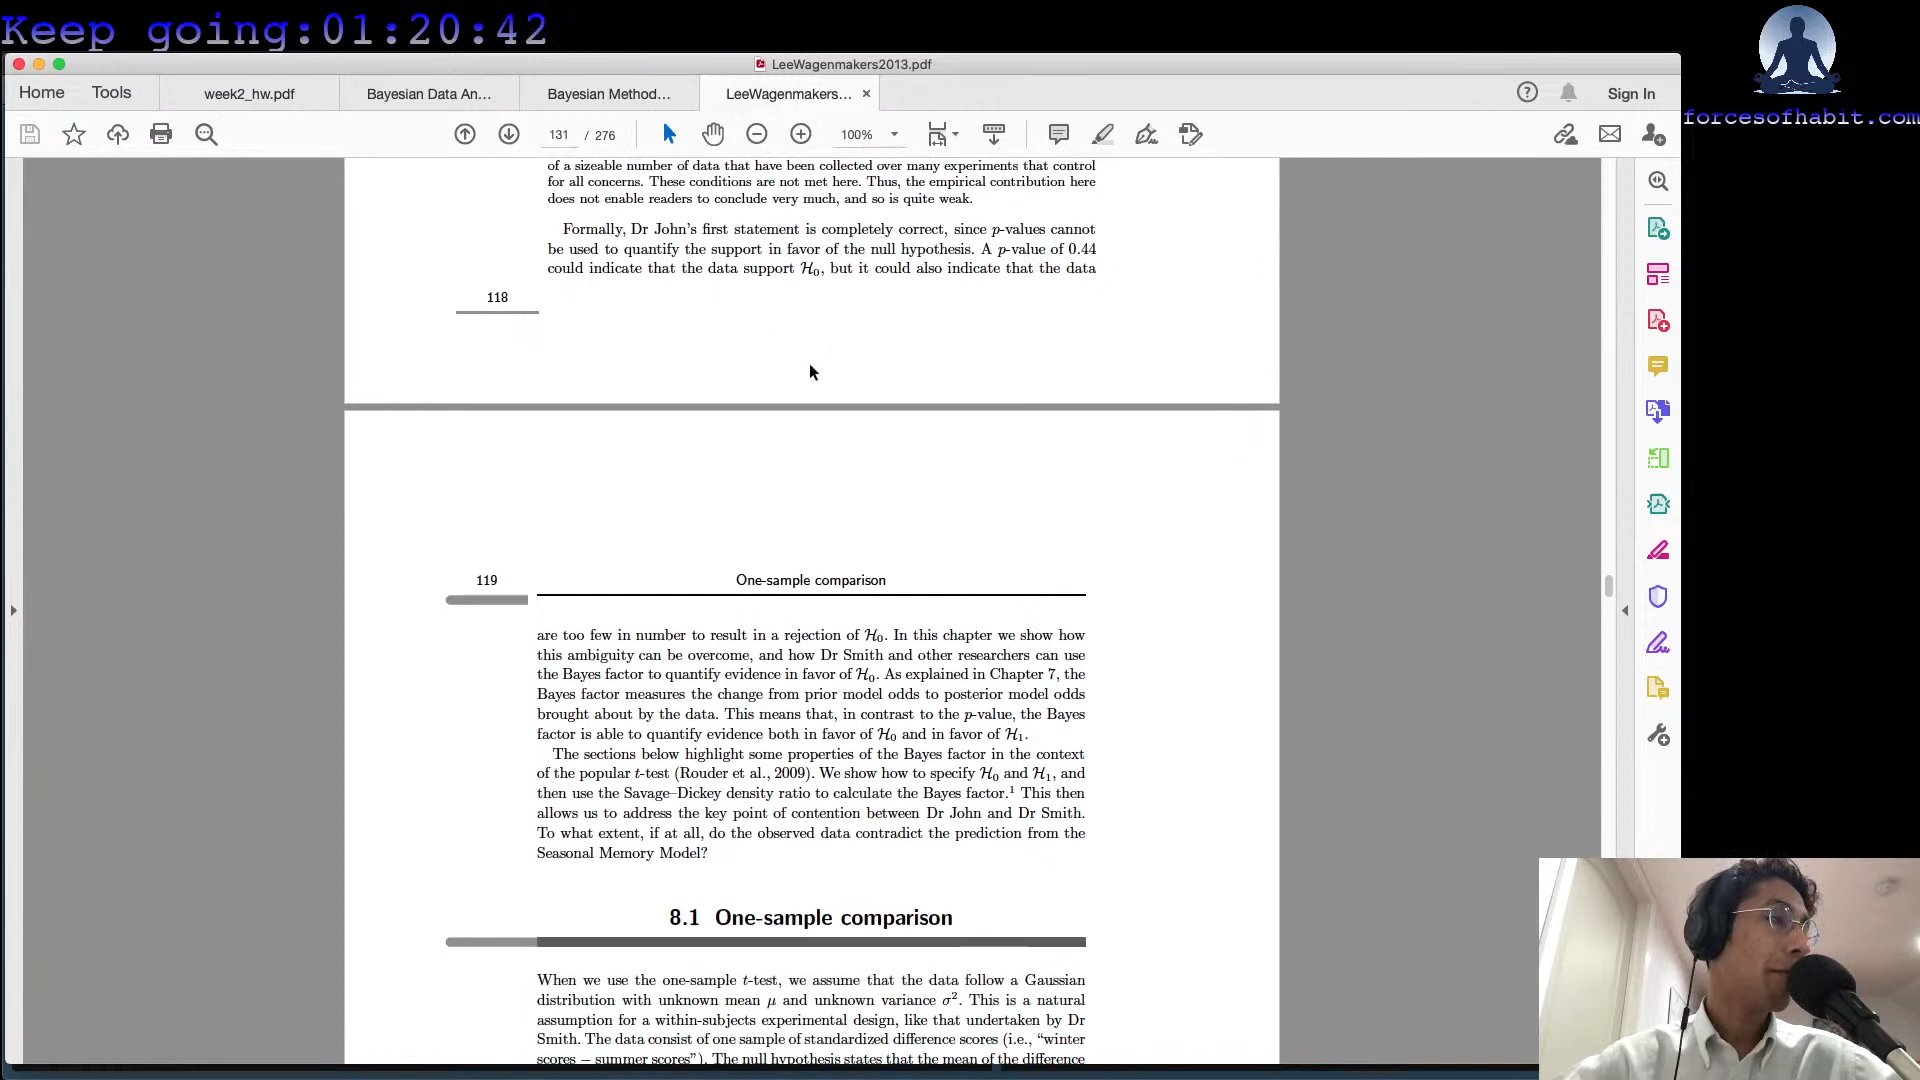 Keep going:01:20:42
forcesofhabit.com
LeeWagenmakers2013.pdf
Home Tools week2_hw.pdf Bayesian Data An... Bayesian Method... LeeWagenmakers... × Sign In
131 / 276 100%
of a sizeable number of data that have been collected over many experiments that control
for all concerns. These conditions are not met here. Thus, the empirical contribution here
does not enable readers to conclude very much, and so is quite weak.
Formally, Dr John's first statement is completely correct, since p-values cannot
be used to quantify the support in favor of the null hypothesis. A p-value of 0.44
could indicate that the data support H₀, but it could also indicate that the data
118
119 One-sample comparison
are too few in number to result in a rejection of H₀. In this chapter we show how
this ambiguity can be overcome, and how Dr Smith and other researchers can use
the Bayes factor to quantify evidence in favor of H₀. As explained in Chapter 7, the
Bayes factor measures the change from prior model odds to posterior model odds
brought about by the data. This means that, in contrast to the p-value, the Bayes
factor is able to quantify evidence both in favor of H₀ and in favor of H₁.
The sections below highlight some properties of the Bayes factor in the context
of the popular t-test (Rouder et al., 2009). We show how to specify H₀ and H₁, and
then use the Savage–Dickey density ratio to calculate the Bayes factor.¹ This then
allows us to address the key point of contention between Dr John and Dr Smith.
To what extent, if at all, do the observed data contradict the prediction from the
Seasonal Memory Model?
8.1 One-sample comparison
When we use the one-sample t-test, we assume that the data follow a Gaussian
distribution with unknown mean μ and unknown variance σ². This is a natural
assumption for a within-subjects experimental design, like that undertaken by Dr
Smith. The data consist of one sample of standardized difference scores (i.e., “winter
scores − summer scores”). The null hypothesis states that the mean of the difference